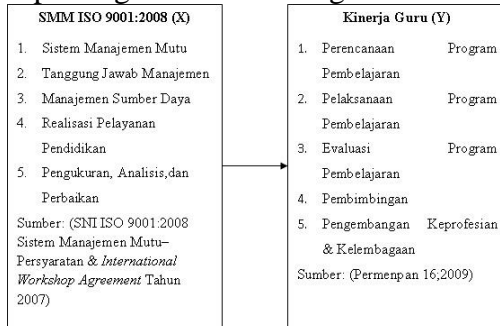 SMM ISO 9001:2008 (X)
1. Sistem Manajemen Mutu
2. Tanggung Jawab Manajemen
3. Manajemen Sumber Daya
4. Realisasi Pelayanan
Pendidikan
5. Pengukuran, Analisis,dan
Perbaikan
Sumber: (SNI ISO 9001:2008
Sistem Manajemen Mutu–
Persyaratan & International
Workshop Agreement Tahun
2007)
Kinerja Guru (Y)
1. Perencanaan Program
Pembelajaran
2. Pelaksanaan Program
Pembelajaran
3. Evaluasi Program
Pembelajaran
4. Pembimbingan
5. Pengembangan Keprofesian
& Kelembagaan
Sumber: (Permenpan 16;2009)